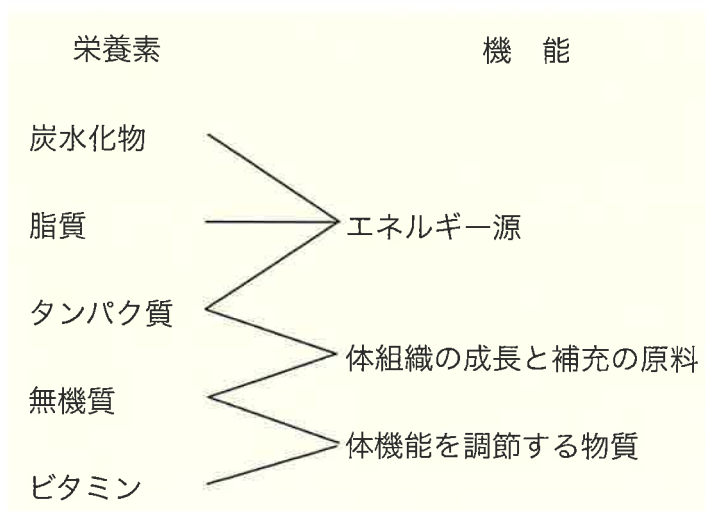 栄養素 機　能
炭水化物
脂質 エネルギー源
タンパク質
体組織の成長と補充の原料
無機質
体機能を調節する物質
ビタミン